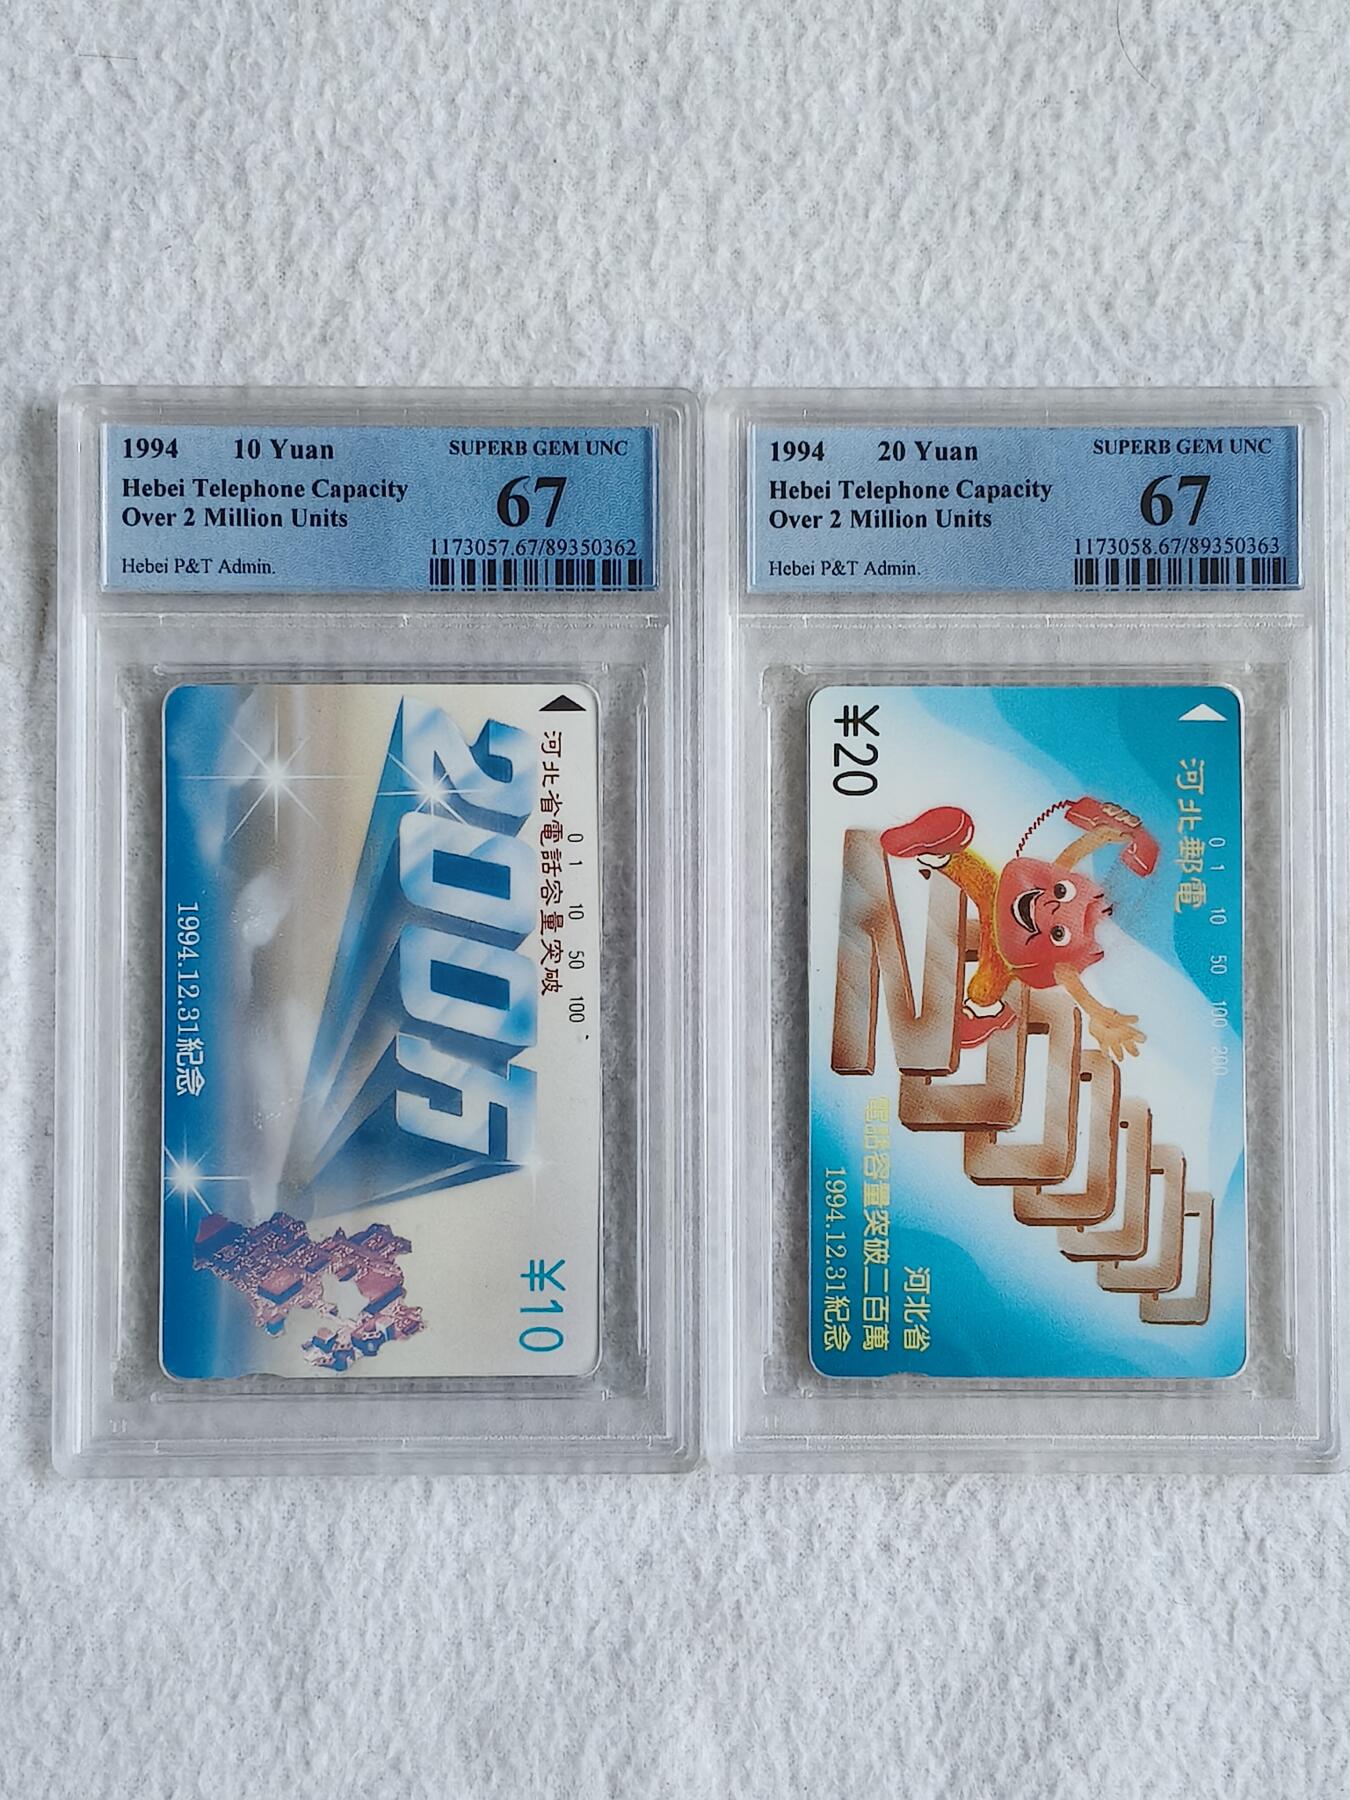 1994 10 Yuan
SUPERB GEM UNC
Hebei Telephone Capacity
Over 2 Million Units
67
1173057.67/89350362
Hebei P&T Admin.
河北省電話容量突破
0 1 10 50 100
200万
¥10
1994.12.31紀念
1994 20 Yuan
SUPERB GEM UNC
Hebei Telephone Capacity
Over 2 Million Units
67
1173058.67/89350363
Hebei P&T Admin.
河北郵電
0 1 10 50 100 200
¥20
2000000
河北省
電話容量突破二百萬
1994.12.31紀念